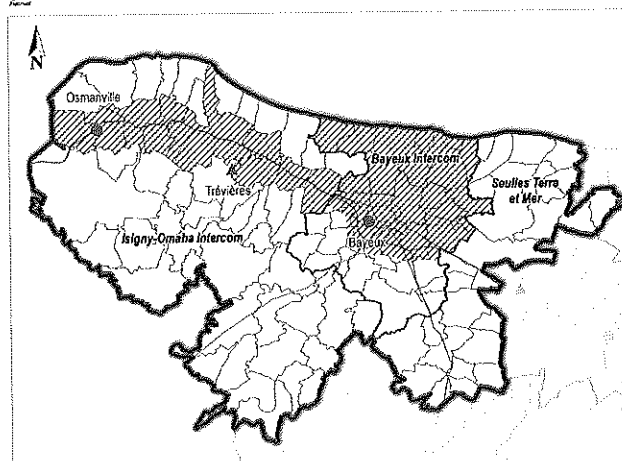 N
Osmanville
Bayeux Intercom
Trévières
Seulles Terre
et Mer
Isigny-Omaha Intercom
Bayeux